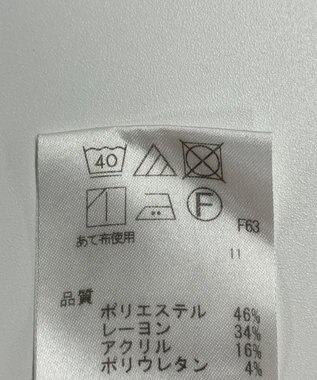 40
F
F63
あて布使用
11
品質
ポリエステル 46%
レーヨン 34%
アクリル 16%
ポリウレタン 4%